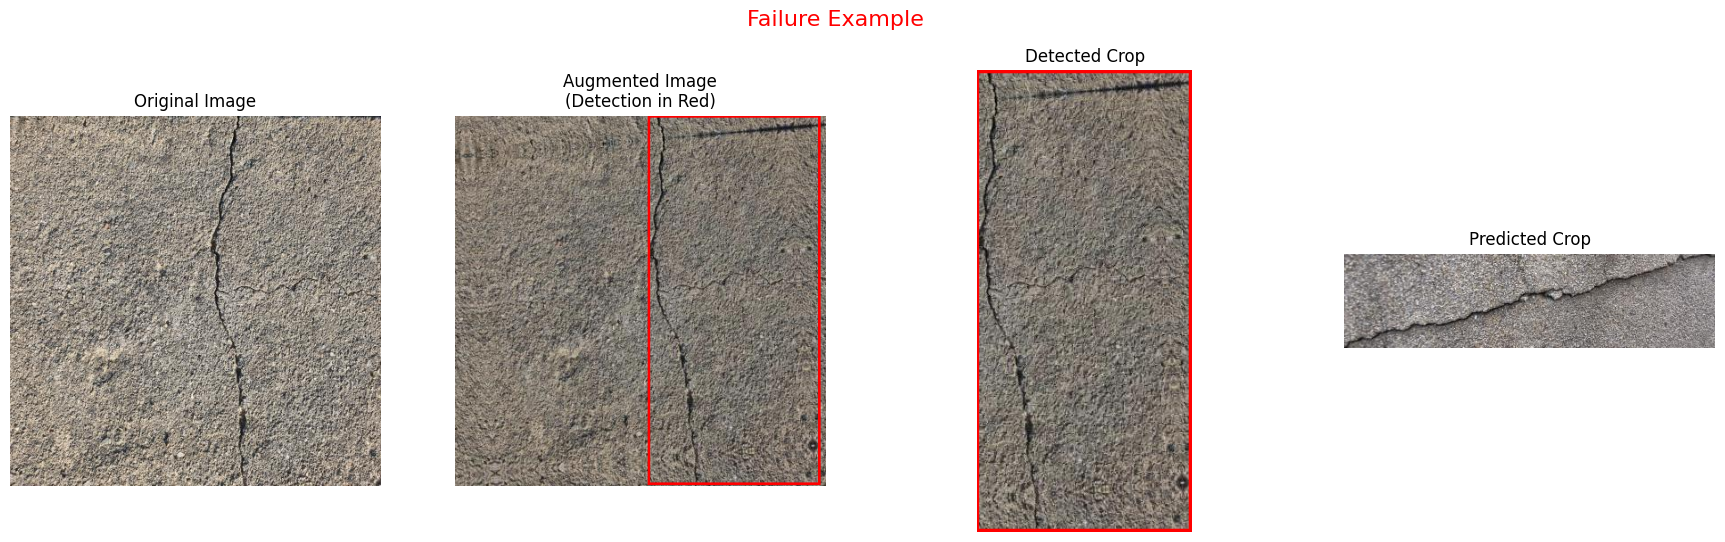 Failure Example
Original Image
Augmented Image
(Detection in Red)
Detected Crop
Predicted Crop